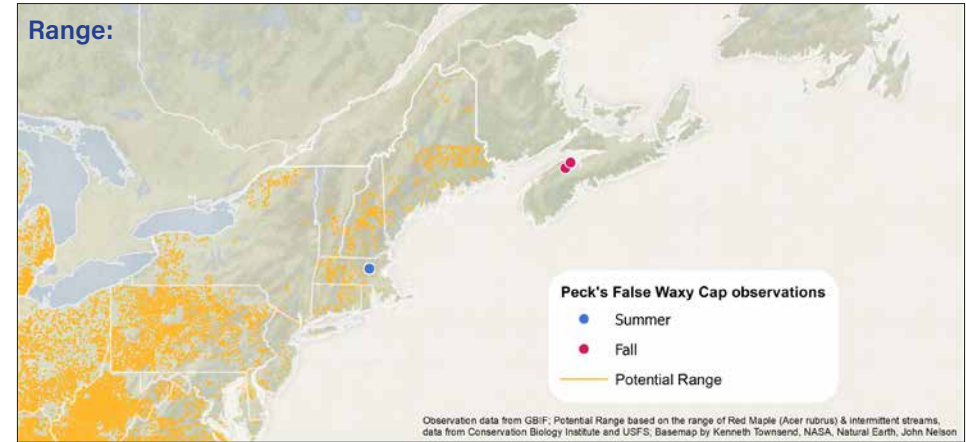 Range:
Peck's False Waxy Cap observations
Summer
Fall
Potential Range
Observation data from GBIF; Potential Range based on the range of Red Maple (Acer rubrus) & intermittent streams,
data from Conservation Biology Institute and USFS; Basemap by Kenneth Townsend, NASA, Natural Earth, John Nelson